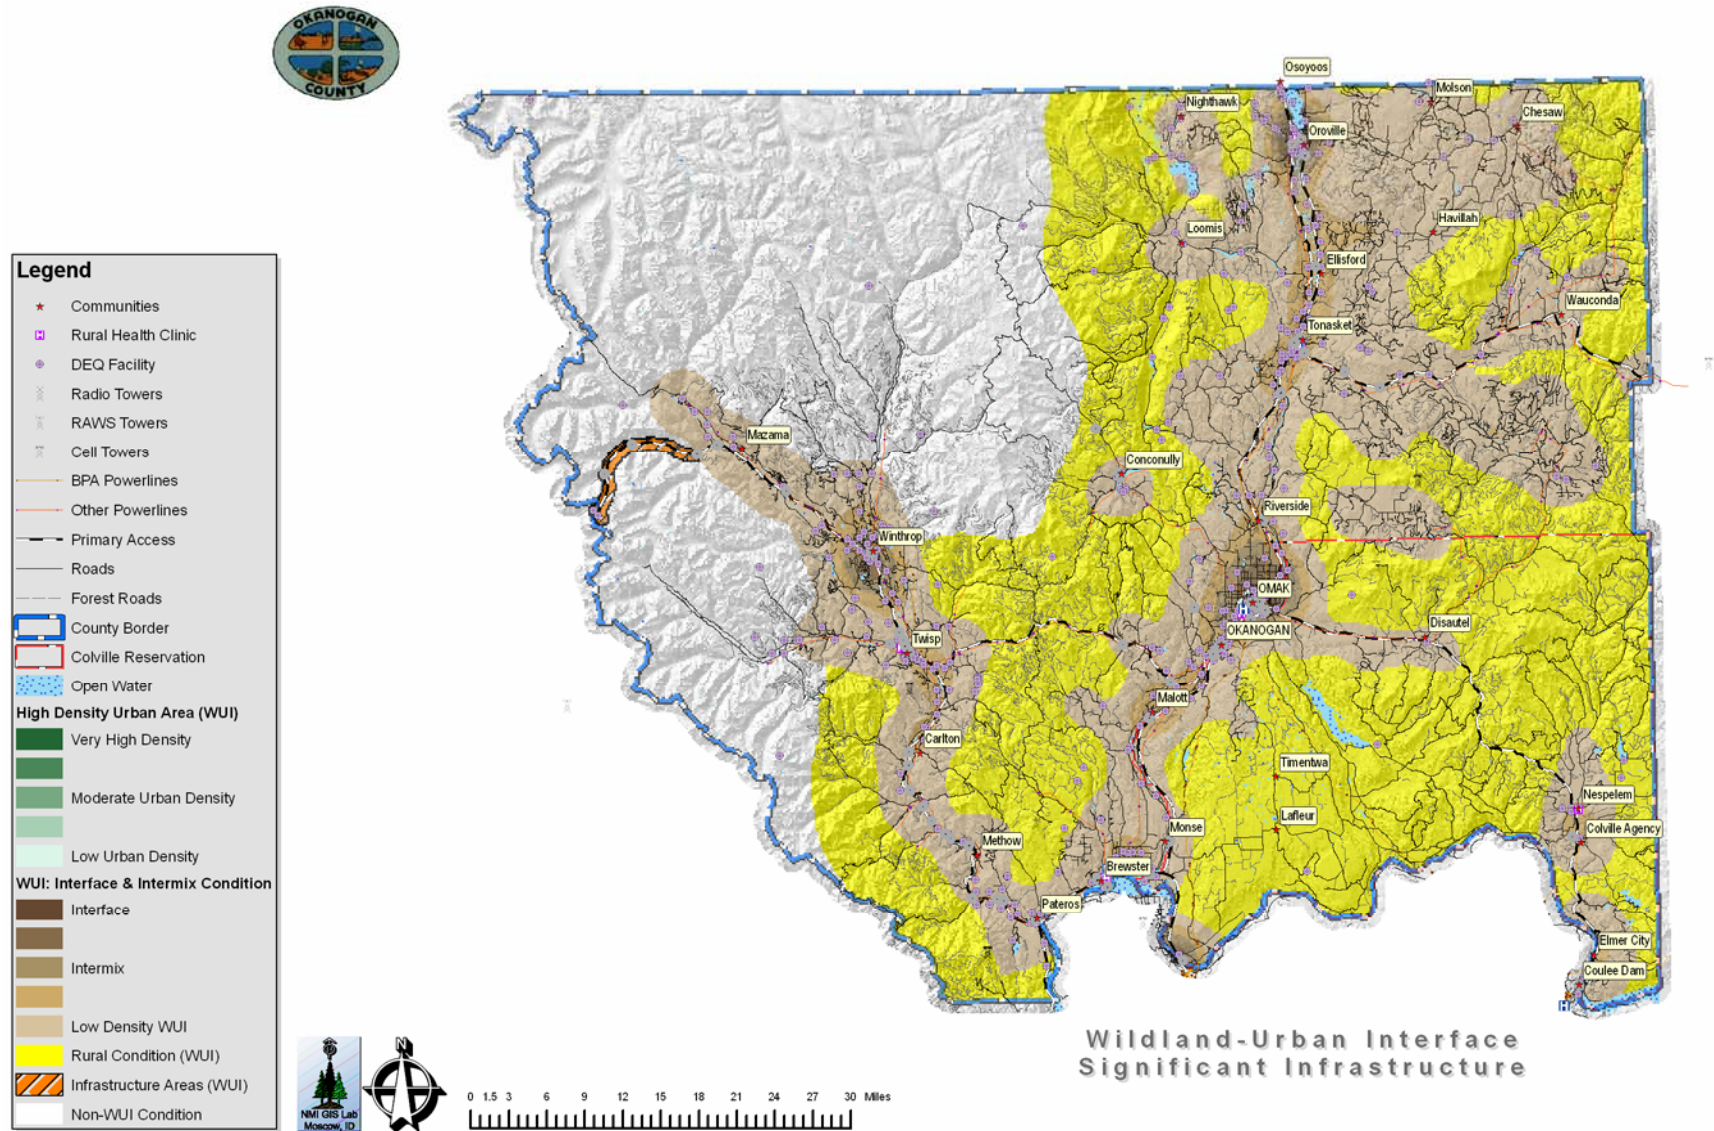 OKANOGAN
COUNTY
Osoyoos
Molson
Nighthawk
Chesaw
Oroville
Havillah
Loomis
Ellisford
Wauconda
Tonasket
Mazama
Conconully
Riverside
Winthrop
OMAK
Disautel
OKANOGAN
Twisp
Malott
Carlton
Timentwa
Nespelem
Lafleur
Monse
Colville Agency
Methow
Brewster
Pateros
Elmer City
Coulee Dam
Legend
Communities
H Rural Health Clinic
DEQ Facility
Radio Towers
RAWS Towers
Cell Towers
BPA Powerlines
Other Powerlines
Primary Access
Roads
Forest Roads
County Border
Colville Reservation
Open Water
High Density Urban Area (WUI)
Very High Density
Moderate Urban Density
Low Urban Density
WUI: Interface & Intermix Condition
Interface
Intermix
Low Density WUI
Rural Condition (WUI)
Infrastructure Areas (WUI)
Non-WUI Condition
NMI GIS Lab
Moscow, ID
N
0 1.5 3 6 9 12 15 18 21 24 27 30 Miles
Wildland-Urban Interface
Significant Infrastructure